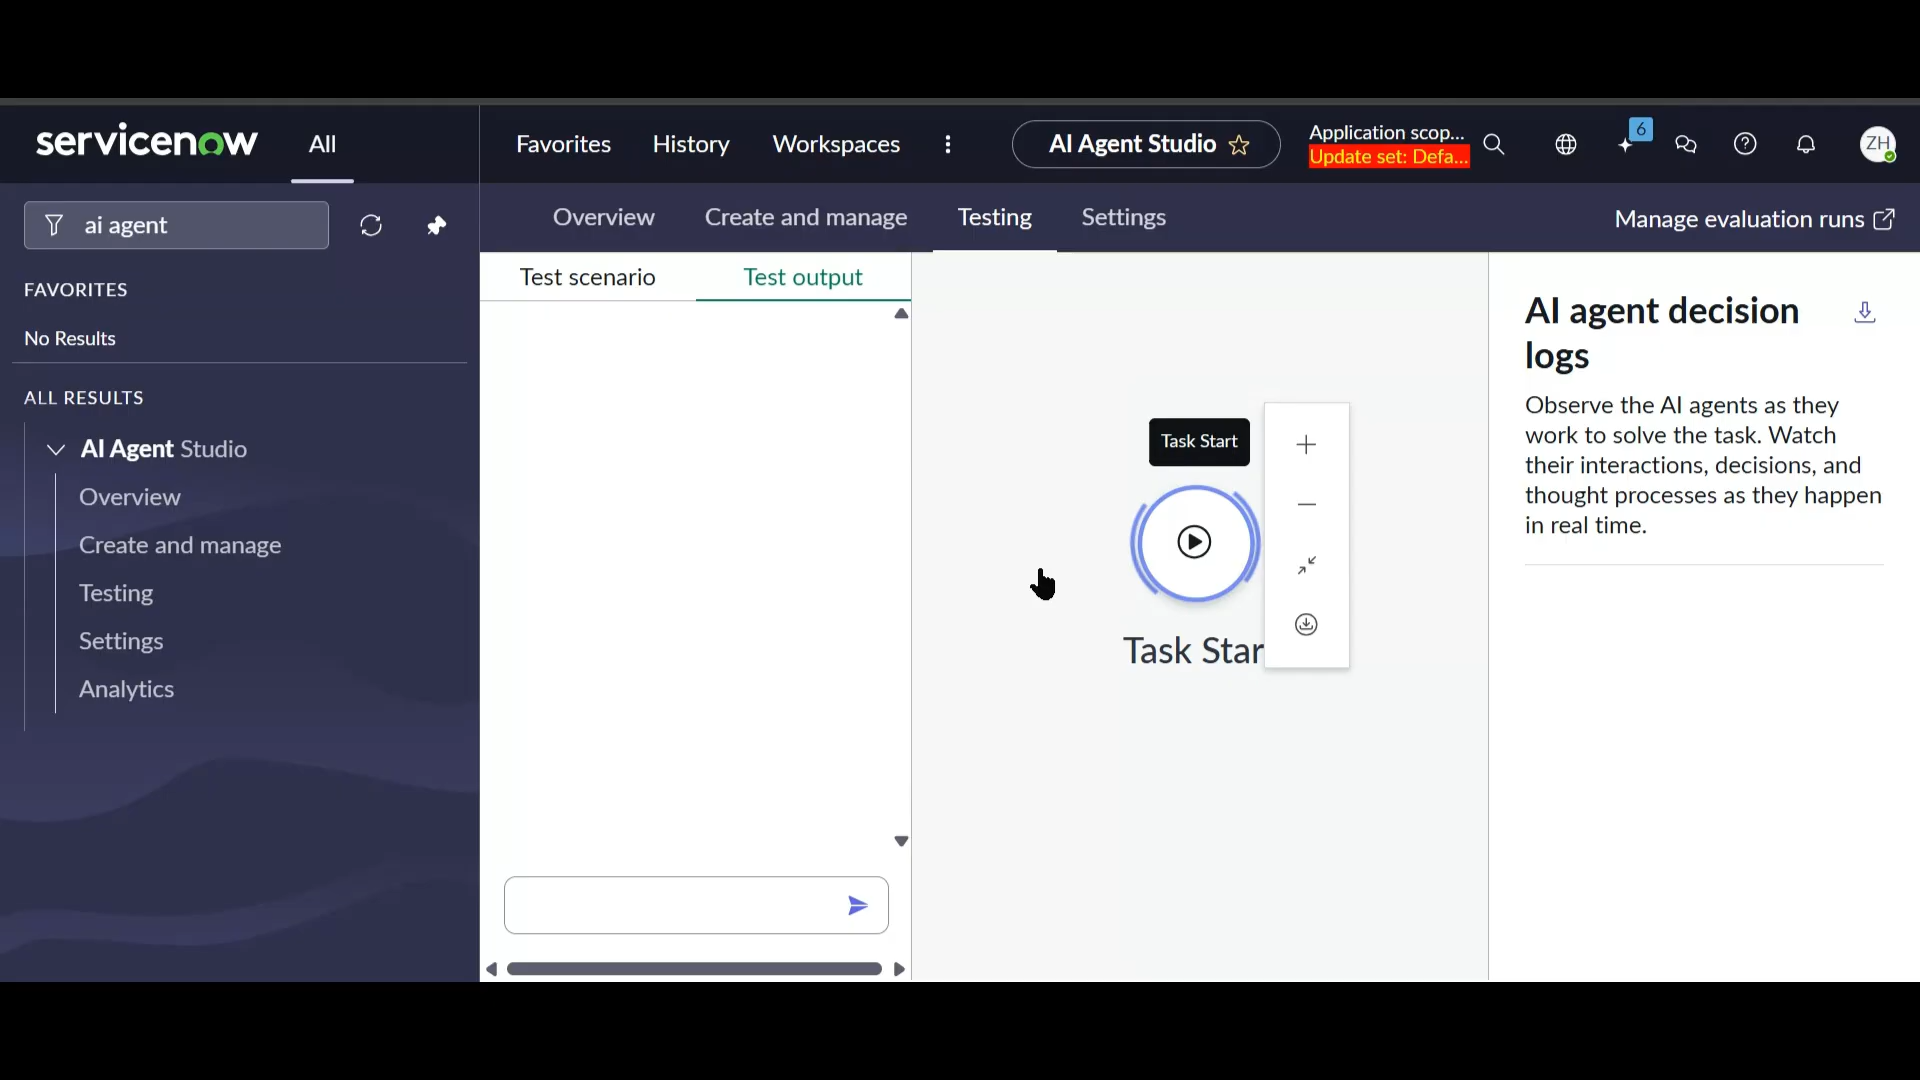 servicenow
All
Favorites
History
Workspaces
AI Agent Studio
Application scop...
Update set: Defa...
6
ZH
ai agent
Overview
Create and manage
Testing
Settings
Manage evaluation runs
FAVORITES
No Results
ALL RESULTS
AI Agent Studio
Overview
Create and manage
Testing
Settings
Analytics
Test scenario
Test output
Task Start
Task Star
AI agent decision
logs
Observe the AI agents as they
work to solve the task. Watch
their interactions, decisions, and
thought processes as they happen
in real time.